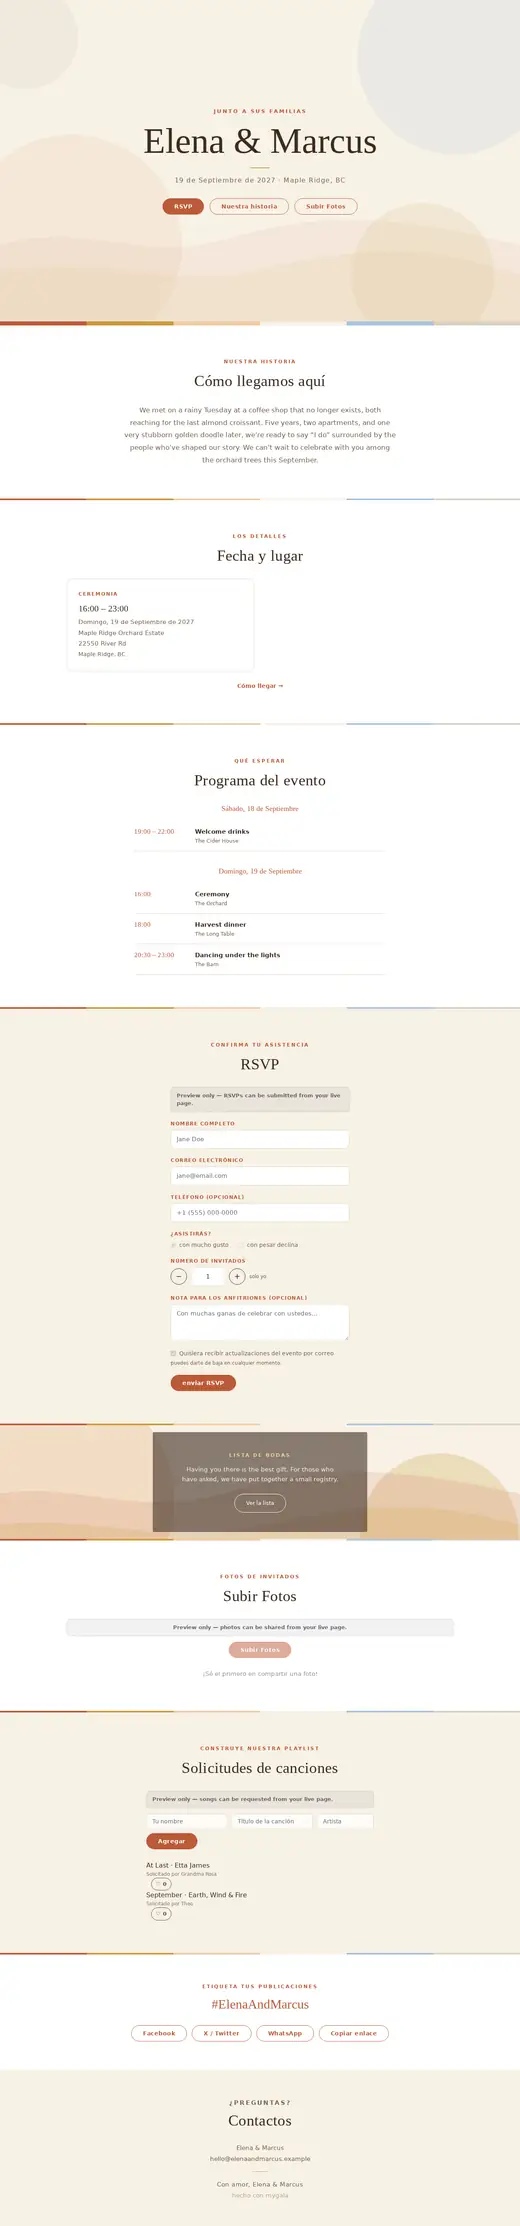 JUNTO A SUS FAMILIAS
Elena & Marcus
19 de Septiembre de 2027 · Maple Ridge, BC
RSVP
Nuestra historia
Subir Fotos
NUESTRA HISTORIA
Cómo llegamos aquí
We met on a rainy Tuesday at a coffee shop that no longer exists, both
reaching for the last almond croissant. Five years, two apartments, and one
very stubborn golden doodle later, we're ready to say "I do" surrounded by the
people who've shaped our story. We can't wait to celebrate with you among
the orchard trees this September.
LOS DETALLES
Fecha y lugar
CEREMONIA
16:00 – 23:00
Domingo, 19 de Septiembre de 2027
Maple Ridge Orchard Estate
22550 River Rd
Maple Ridge, BC
Cómo llegar →
QUÉ ESPERAR
Programa del evento
Sábado, 18 de Septiembre
19:00 – 22:00
Welcome drinks
The Cider House
Domingo, 19 de Septiembre
16:00
Ceremony
The Orchard
18:00
Harvest dinner
The Long Table
20:30 – 23:00
Dancing under the lights
The Barn
CONFIRMA TU ASISTENCIA
RSVP
Preview only — RSVPs can be submitted from your live
page.
NOMBRE COMPLETO
Jane Doe
CORREO ELECTRÓNICO
jane@email.com
TELÉFONO (OPCIONAL)
+1 (555) 000-0000
¿ASISTIRÁS?
con mucho gusto
con pesar declina
NÚMERO DE INVITADOS
−
1
+
solo yo
NOTA PARA LOS ANFITRIONES (OPCIONAL)
Con muchas ganas de celebrar con ustedes...
Quisiera recibir actualizaciones del evento por correo
puedes darte de baja en cualquier momento.
enviar RSVP
LISTA DE BODAS
Having you there is the best gift. For those who
have asked, we have put together a small registry.
Ver la lista
FOTOS DE INVITADOS
Subir Fotos
Preview only — photos can be shared from your live page.
Subir Fotos
¡Sé el primero en compartir una foto!
CONSTRUYE NUESTRA PLAYLIST
Solicitudes de canciones
Preview only — songs can be requested from your live page.
Tu nombre
Título de la canción
Artista
Agregar
At Last · Etta James
Solicitado por Grandma Rosa
♡ 0
September · Earth, Wind & Fire
Solicitado por Theo
♡ 0
ETIQUETA TUS PUBLICACIONES
#ElenaAndMarcus
Facebook
X / Twitter
WhatsApp
Copiar enlace
¿PREGUNTAS?
Contactos
Elena & Marcus
hello@elenaandmarcus.example
Con amor, Elena & Marcus
hecho con mygala